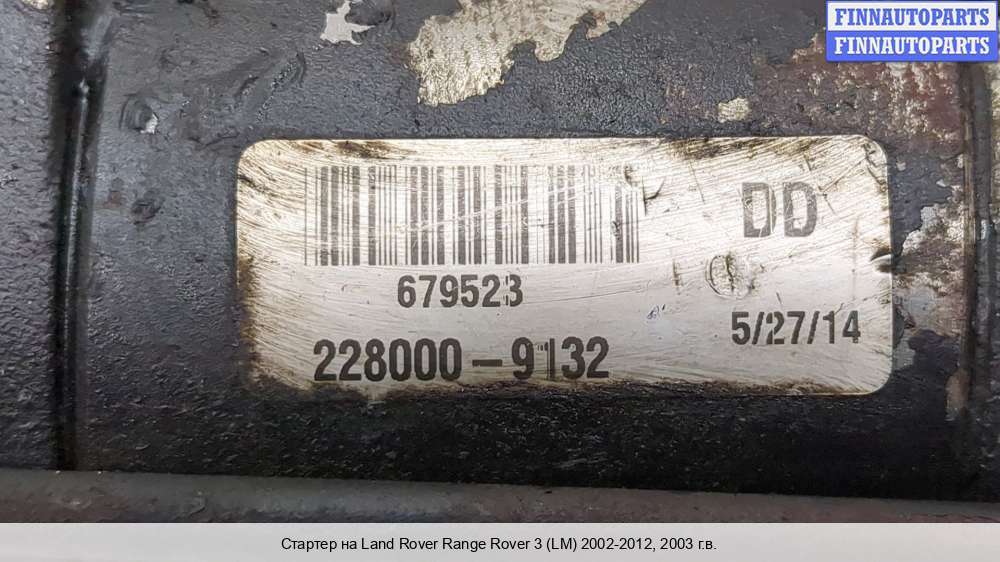 FINNAUTOPARTS
FINNAUTOPARTS
DD
679523
5/27/14
228000-9132
Стартер на Land Rover Range Rover 3 (LM) 2002-2012, 2003 г.в.